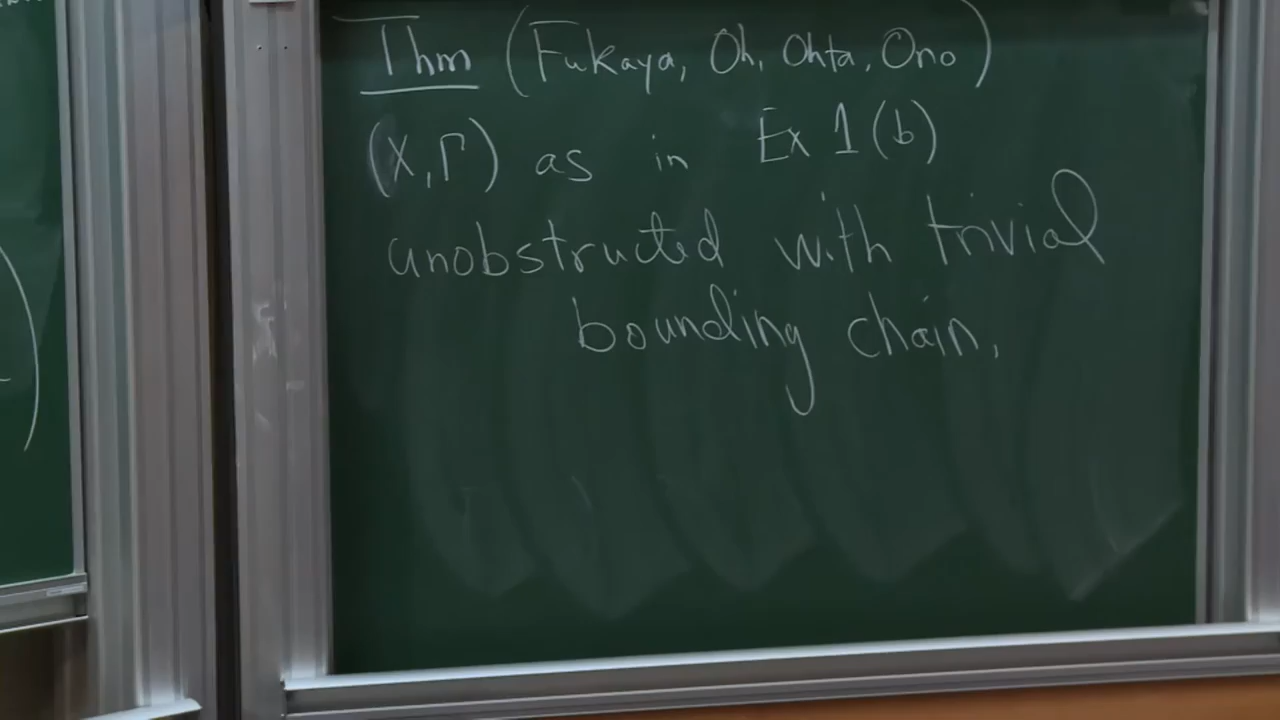 Thm (Fukaya, Oh, Ohta, Ono)
(X, Γ) as in Ex 1 (b)
unobstructed with trivial
bounding chain.